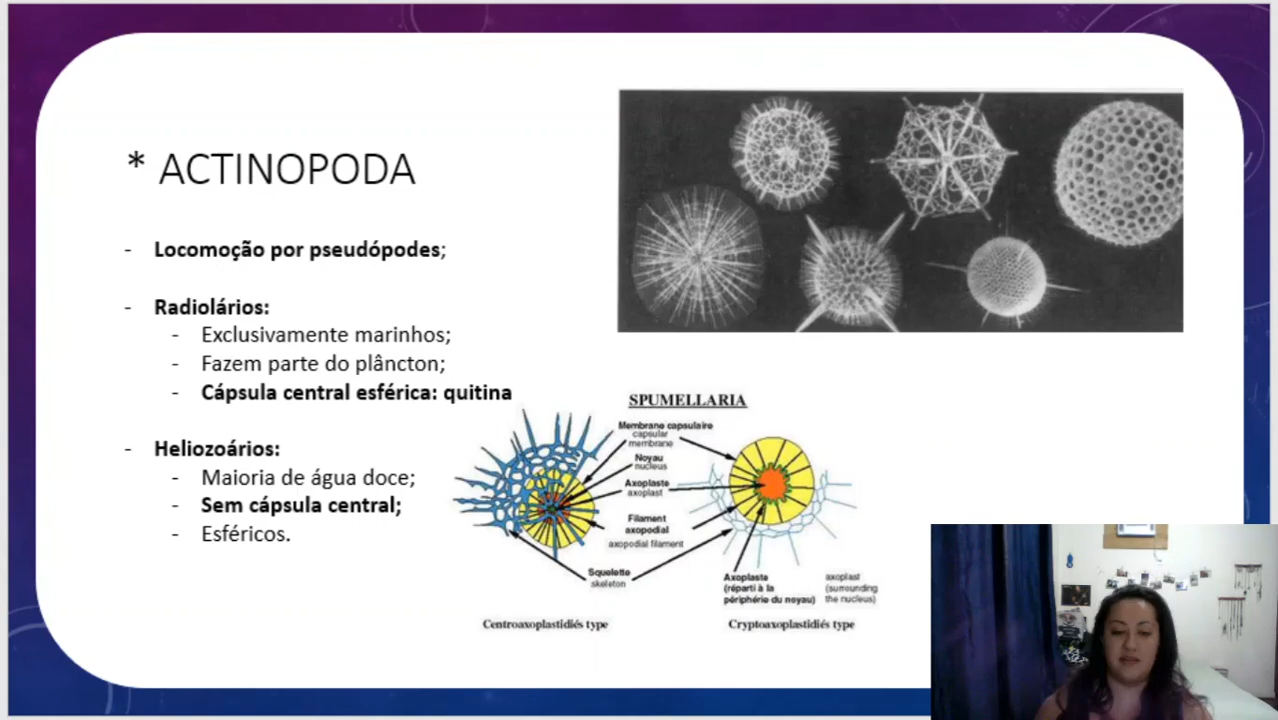 * ACTINOPODA
- Locomoção por pseudópodes;
- Radiolários:
- Exclusivamente marinhos;
- Fazem parte do plâncton;
- Cápsula central esférica: quitina
- Heliozoários:
- Maioria de água doce;
- Sem cápsula central;
- Esféricos.
SPUMELLARIA
Membrane capsulaire
capsular
membrane
Noyau
nucleus
Axoplaste
axoplast
Filament
axopodial
axopodial filament
Squelette
skeleton
Axoplaste
(réparti à la
périphérie du noyau)
axoplast
(surrounding
the nucleus)
Centroaxoplastidiés type
Cryptoaxoplastidiés type